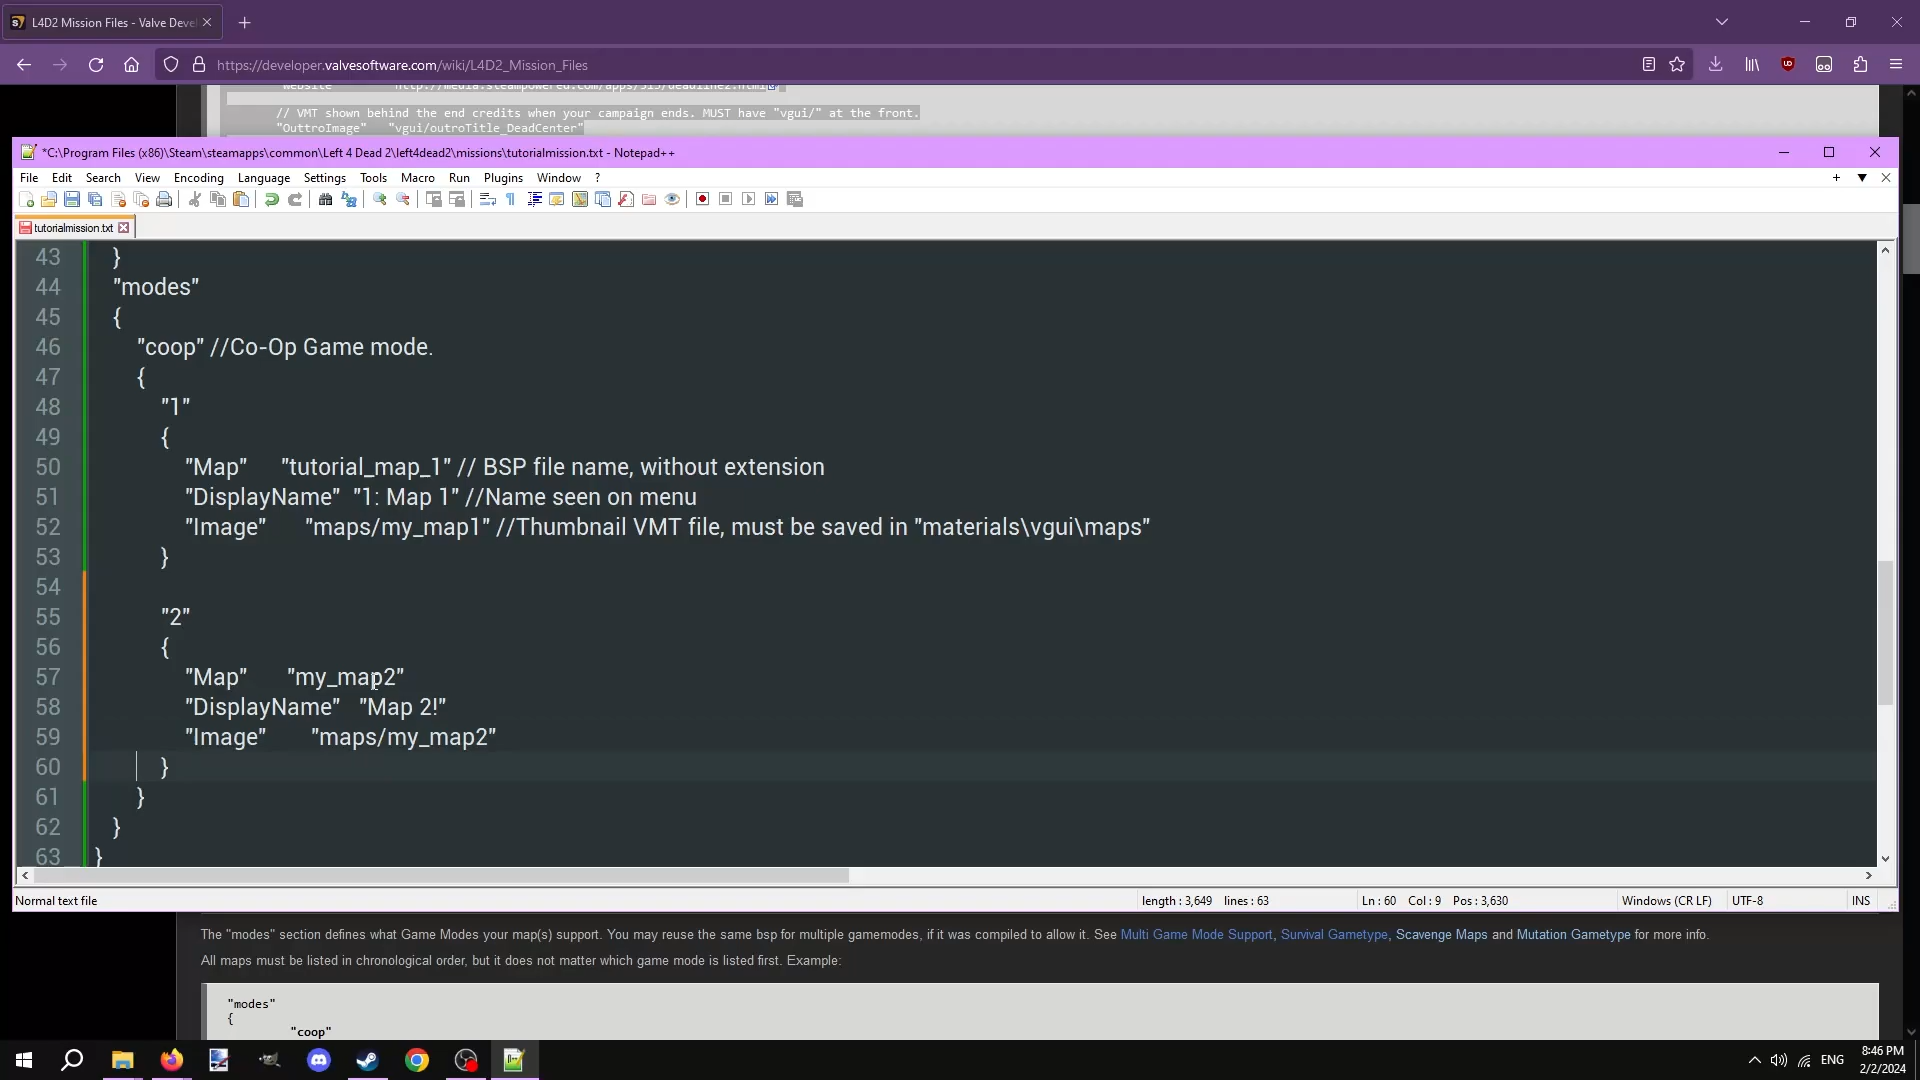 L4D2 Mission Files - Valve Deve
https://developer.valvesoftware.com/wiki/L4D2_Mission_Files
// VMT shown behind the end credits when your campaign ends. MUST have "vgui/" at the front.
"OuttroImage" "vgui/outroTitle_DeadCenter"
*C:\Program Files (x86)\Steam\steamapps\common\Left 4 Dead 2\left4dead2\missions\tutorialmission.txt - Notepad++
File Edit Search View Encoding Language Settings Tools Macro Run Plugins Window ?
tutorialmission.txt
43 }
44 "modes"
45 {
46 "coop" //Co-Op Game mode.
47 {
48 "1"
49 {
50 "Map" "tutorial_map_1" // BSP file name, without extension
51 "DisplayName" "1: Map 1" //Name seen on menu
52 "Image" "maps/my_map1" //Thumbnail VMT file, must be saved in "materials\vgui\maps"
53 }
54
55 "2"
56 {
57 "Map" "my_map2"
58 "DisplayName" "Map 2!"
59 "Image" "maps/my_map2"
60 }
61 }
62 }
63 }
Normal text file length : 3,649 lines : 63 Ln : 60 Col : 9 Pos : 3,630 Windows (CR LF) UTF-8 INS
The "modes" section defines what Game Modes your map(s) support. You may reuse the same bsp for multiple gamemodes, if it was compiled to allow it. See Multi Game Mode Support, Survival Gametype, Scavenge Maps and Mutation Gametype for more info.
All maps must be listed in chronological order, but it does not matter which game mode is listed first. Example:
"modes"
{
"coop"
ENG
8:46 PM
2/2/2024